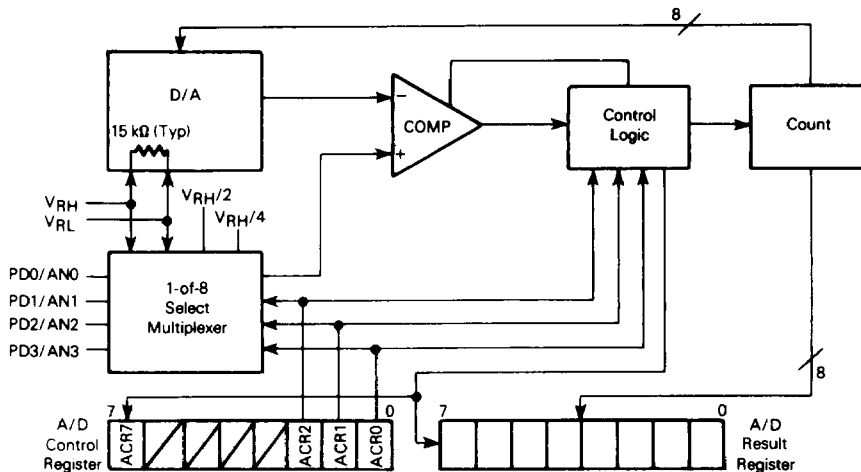 8
D/A
15 kΩ (Typ)
−
COMP
+
Control
Logic
Count
VRH
VRL
VRH/2
VRH/4
PD0/AN0
PD1/AN1
PD2/AN2
PD3/AN3
1-of-8
Select
Multiplexer
8
7
0
7
0
A/D
Control
Register
ACR7
ACR2
ACR1
ACR0
A/D
Result
Register